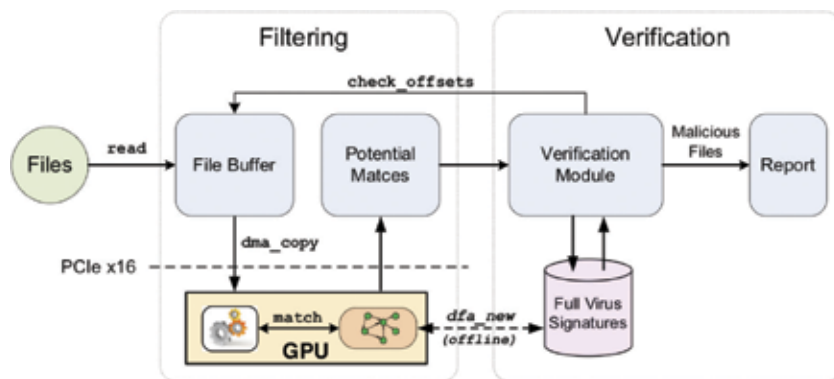 Filtering
Verification
check_offsets
Files
read
File Buffer
Potential
Matces
Verification
Module
Malicious
Files
Report
dma_copy
PCIe x16
match
GPU
dfa_new
(offline)
Full Virus
Signatures